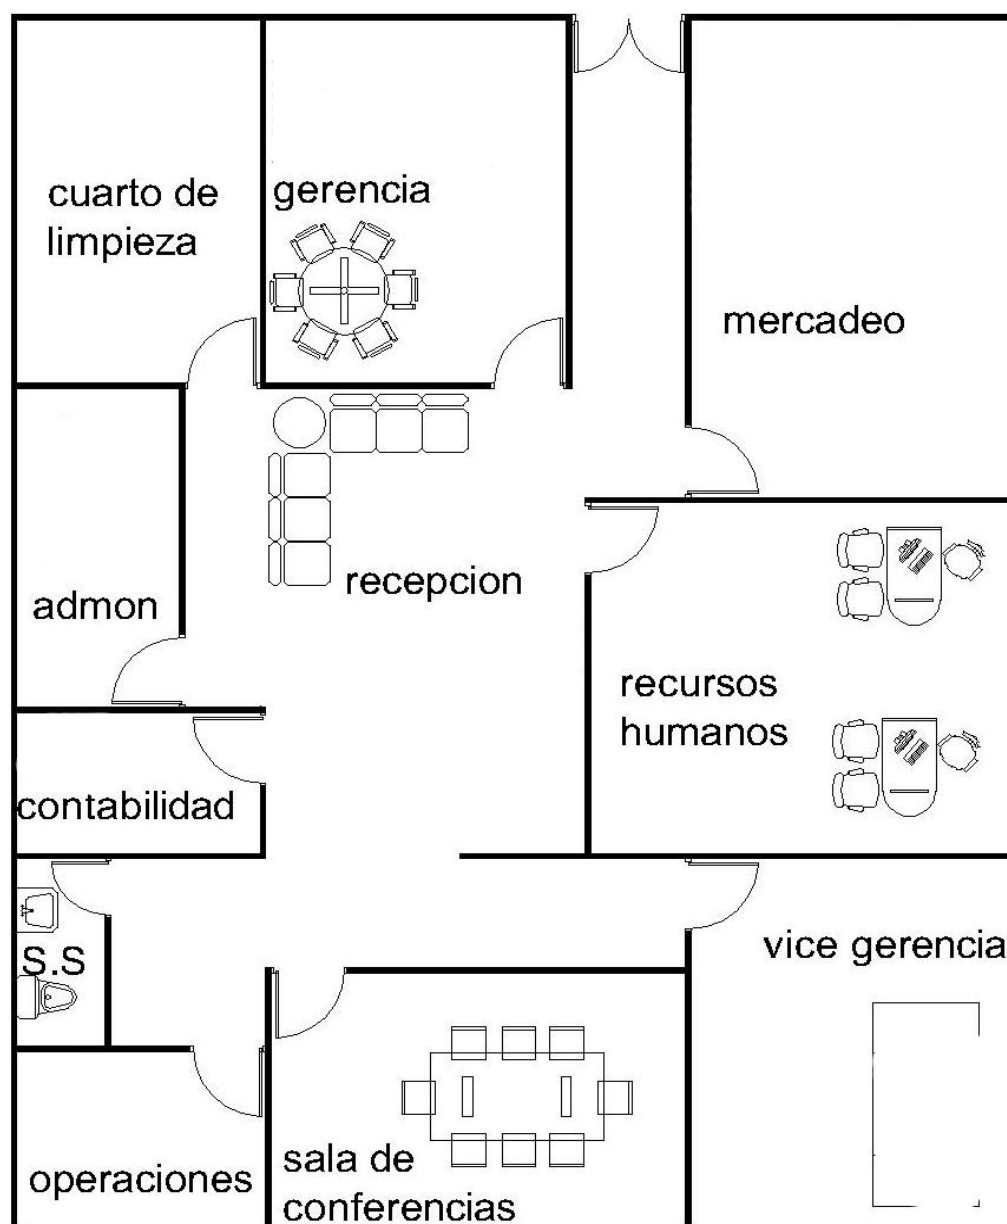 cuarto de
limpieza
gerencia
mercadeo
recepcion
admon
recursos
humanos
contabilidad
S.S
vice gerencia
operaciones
sala de
conferencias